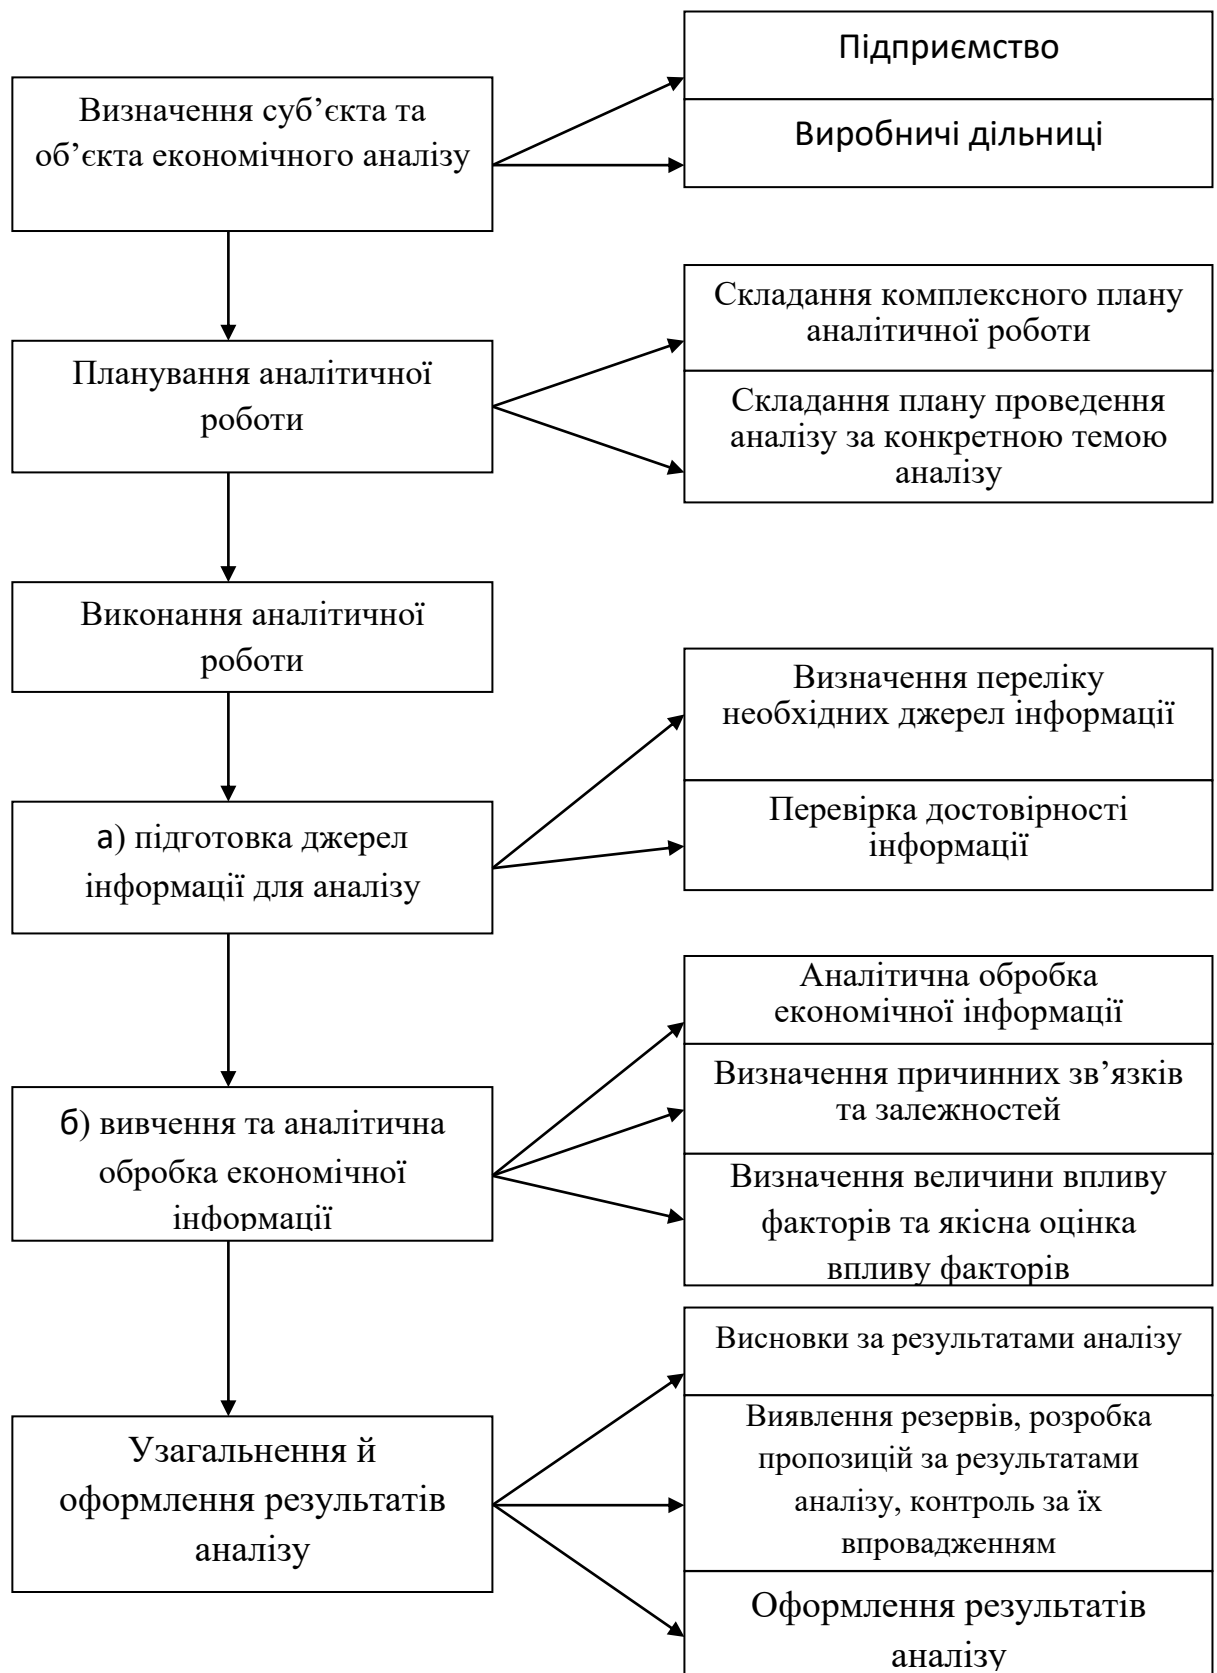 Підприємство
Визначення суб’єкта та
об’єкта економічного аналізу
Виробничі дільниці
Складання комплексного плану
аналітичної роботи
Планування аналітичної
роботи
Складання плану проведення
аналізу за конкретною темою
аналізу
Виконання аналітичної
роботи
Визначення переліку
необхідних джерел інформації
а) підготовка джерел
інформації для аналізу
Перевірка достовірності
інформації
Аналітична обробка
економічної інформації
Визначення причинних зв’язків
та залежностей
б) вивчення та аналітична
обробка економічної
інформації
Визначення величини впливу
факторів та якісна оцінка
впливу факторів
Висновки за результатами аналізу
Узагальнення й
оформлення результатів
аналізу
Виявлення резервів, розробка
пропозицій за результатами
аналізу, контроль за їх
впровадженням
Оформлення результатів
аналізу